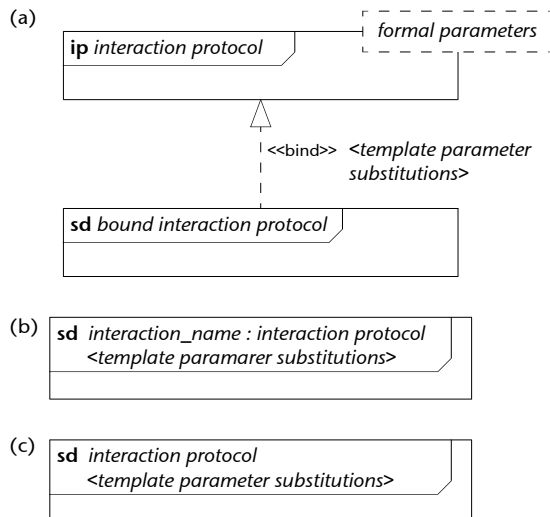 (a)
formal parameters
ip interaction protocol
<<bind>> <template parameter
substitutions>
sd bound interaction protocol
(b)
sd interaction_name : interaction protocol
<template paramarer substitutions>
(c)
sd interaction protocol
<template parameter substitutions>